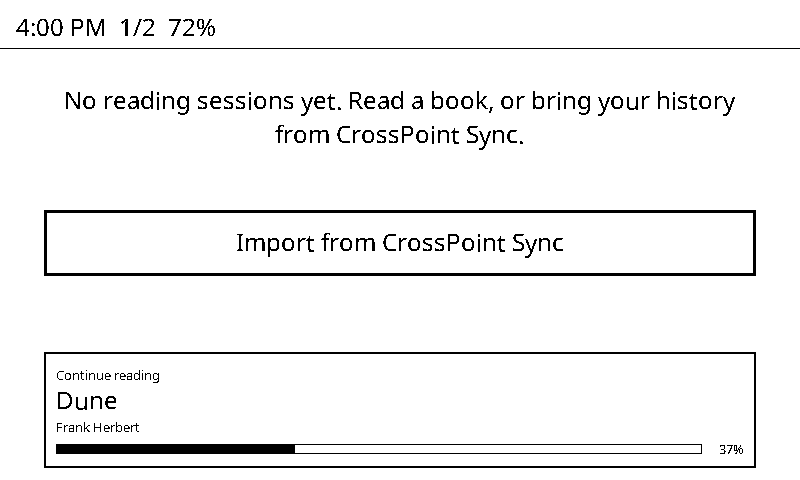 4:00 PM 1/2 72%
No reading sessions yet. Read a book, or bring your history
from CrossPoint Sync.
Import from CrossPoint Sync
Continue reading
Dune
Frank Herbert
37%